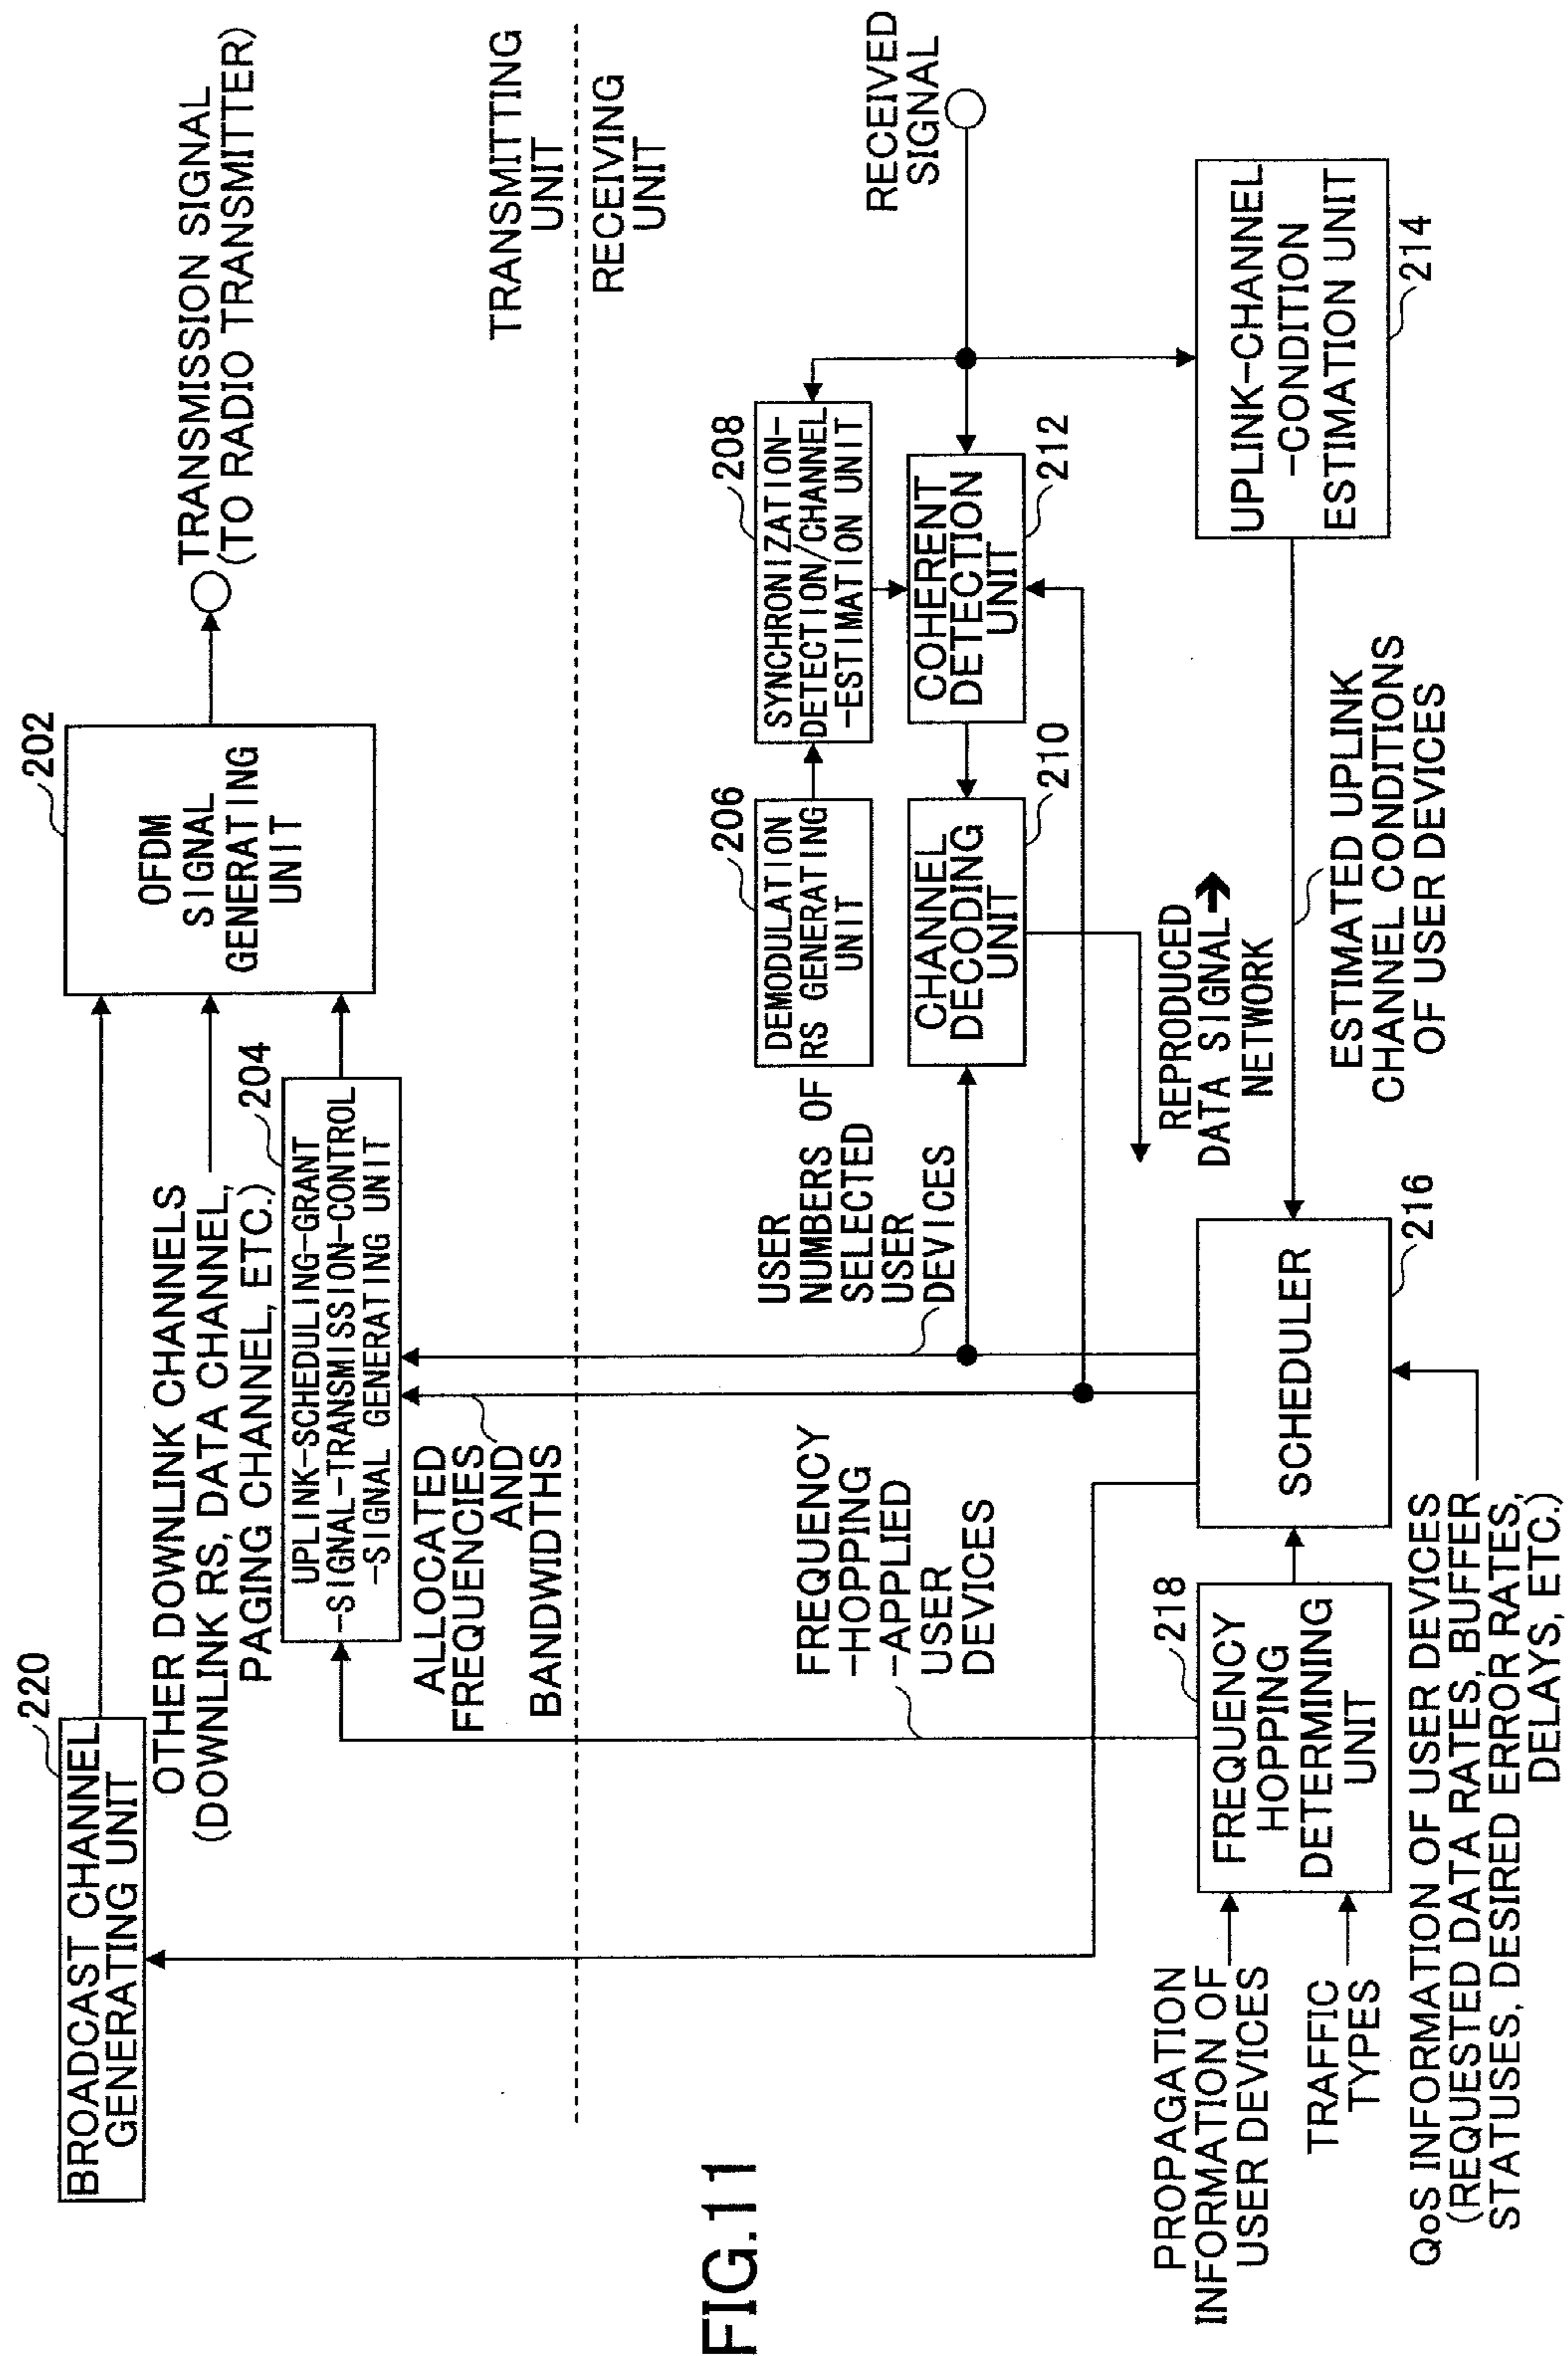 FIG.11
BROADCAST CHANNEL
GENERATING UNIT
220
OTHER DOWNLINK CHANNELS
(DOWNLINK RS, DATA CHANNEL,
PAGING CHANNEL, ETC.)
204
UPLINK-SCHEDULING-GRANT
-SIGNAL-TRANSMISSION-CONTROL
-SIGNAL GENERATING UNIT
202
OFDM
SIGNAL
GENERATING
UNIT
TRANSMISSION SIGNAL
(TO RADIO TRANSMITTER)
ALLOCATED
FREQUENCIES
AND
BANDWIDTHS
TRANSMITTING
UNIT
RECEIVING
UNIT
FREQUENCY
-HOPPING
-APPLIED
USER
DEVICES
USER
NUMBERS OF
SELECTED
USER
DEVICES
206
DEMODULATION
RS GENERATING
UNIT
208
SYNCHRONIZATION-
DETECTION/CHANNEL
-ESTIMATION UNIT
CHANNEL
DECODING
UNIT
210
COHERENT
DETECTION
UNIT
212
RECEIVED
SIGNAL
REPRODUCED
DATA SIGNAL→
NETWORK
PROPAGATION
INFORMATION OF
USER DEVICES
TRAFFIC
TYPES
218
FREQUENCY
HOPPING
DETERMINING
UNIT
SCHEDULER
216
UPLINK-CHANNEL
-CONDITION
ESTIMATION UNIT
214
ESTIMATED UPLINK
CHANNEL CONDITIONS
OF USER DEVICES
QoS INFORMATION OF USER DEVICES
(REQUESTED DATA RATES, BUFFER
STATUSES, DESIRED ERROR RATES,
DELAYS, ETC.)